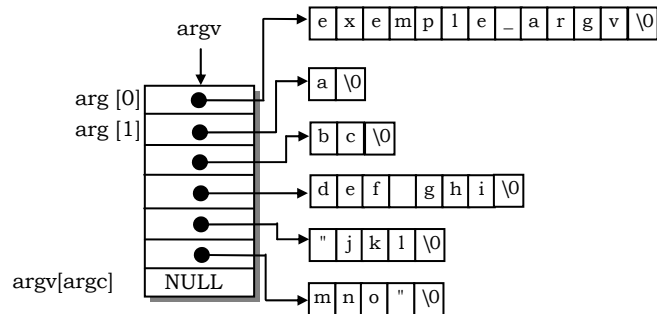 argv
e x e m p l e _ a r g v \0
arg [0]
a \0
arg [1]
b c \0
d e f g h i \0
" j k l \0
argv[argc] NULL
m n o " \0